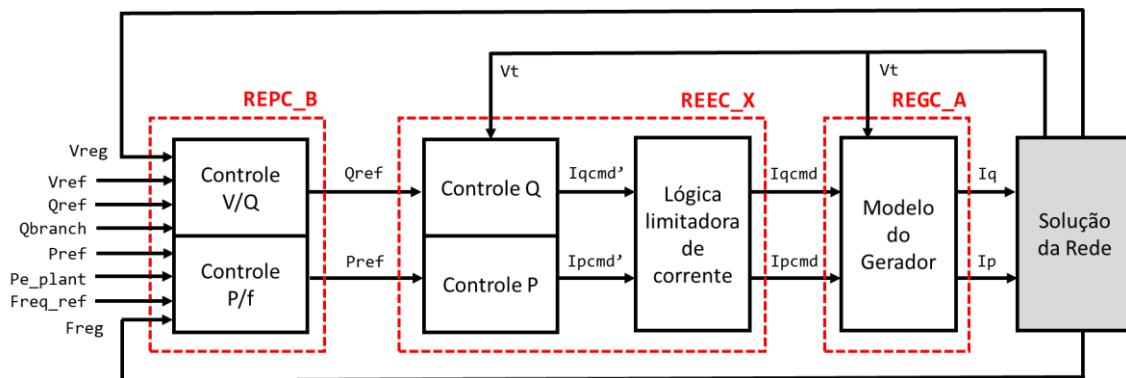 Vt
Vt
REPC_B
REEC_X
REGC_A
Vreg
Vref
Qref
Qbranch
Pref
Pe_plant
Freq_ref
Freg
Controle
V/Q
Controle
P/f
Qref
Pref
Controle Q
Controle P
Iqcmd’
Ipcmd’
Lógica
limitadora
de
corrente
Iqcmd
Ipcmd
Modelo
do
Gerador
Iq
Ip
Solução
da Rede